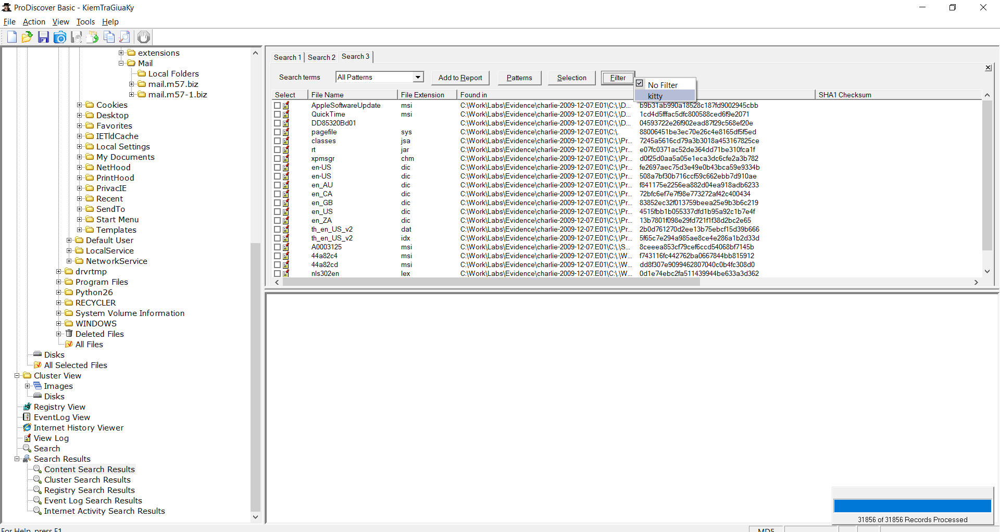 ProDiscover Basic - KiemTraGiuaKy
File Action View Tools Help
extensions
Mail
Local Folders
mail.m57.biz
mail.m57-1.biz
Cookies
Desktop
Favorites
IETldCache
Local Settings
My Documents
NetHood
PrintHood
PrivacIE
Recent
SendTo
Start Menu
Templates
Default User
LocalService
NetworkService
drvrtmp
Program Files
Python26
RECYCLER
System Volume Information
WINDOWS
Deleted Files
All Files
Disks
All Selected Files
Cluster View
Images
Disks
Registry View
EventLog View
Internet History Viewer
View Log
Search
Search Results
Content Search Results
Cluster Search Results
Registry Search Results
Event Log Search Results
Internet Activity Search Results
Search 1 Search 2 Search 3
Search terms All Patterns Add to Report Patterns Selection Filter
No Filter
kitty
Select File Name File Extension Found in SHA1 Checksum
AppleSoftwareUpdate msi C:\Work\Labs\Evidence\charlie-2009-12-07.E01\C:\.\D... b9b31ab990a18528c187fd9002945cbb
QuickTime msi C:\Work\Labs\Evidence\charlie-2009-12-07.E01\C:\.\D... 1cd4d5fffac5dfc800588ced6f9e2071
DD85320Bd01 C:\Work\Labs\Evidence\charlie-2009-12-07.E01\C:\.\D... 04593722e26f902ead87f29c568ef20e
pagefile sys C:\Work\Labs\Evidence\charlie-2009-12-07.E01\C:\. 88006451be3ec70e26c4e8165df5f5ed
classes jsa C:\Work\Labs\Evidence\charlie-2009-12-07.E01\C:\.\Pr... 7245a5616cd79a3b3018a453167825ce
rt jar C:\Work\Labs\Evidence\charlie-2009-12-07.E01\C:\.\Pr... e07fc0371ac52de364dd71be310fca1f
xpmsgr chm C:\Work\Labs\Evidence\charlie-2009-12-07.E01\C:\.\Pr... d0f25d0aa5a05e1eca3dc6cfe2a3b782
en-US dic C:\Work\Labs\Evidence\charlie-2009-12-07.E01\C:\.\Pr... fe2697aec75d3e49e0b43bca59e9334b
en-US dic C:\Work\Labs\Evidence\charlie-2009-12-07.E01\C:\.\Pr... 508a7bf30b716ccf59c662ebb7d910ae
en_AU dic C:\Work\Labs\Evidence\charlie-2009-12-07.E01\C:\.\Pr... f841175e2256ea882d04ea918adb6233
en_CA dic C:\Work\Labs\Evidence\charlie-2009-12-07.E01\C:\.\Pr... 72bfc6ef7e7f98e773272af42c400434
en_GB dic C:\Work\Labs\Evidence\charlie-2009-12-07.E01\C:\.\Pr... 83852ec32f013759beea25e9b3b6c219
en_US dic C:\Work\Labs\Evidence\charlie-2009-12-07.E01\C:\.\Pr... 4515fbb1b055337dfd1b95a92c1b7e4f
en_ZA dic C:\Work\Labs\Evidence\charlie-2009-12-07.E01\C:\.\Pr... 13b7801f098e29fd721f1f38d2bc2e65
th_en_US_v2 dat C:\Work\Labs\Evidence\charlie-2009-12-07.E01\C:\.\Pr... 2b0d761270d2ee13b75ebcf15d39b666
th_en_US_v2 idx C:\Work\Labs\Evidence\charlie-2009-12-07.E01\C:\.\Pr... 5f65c7e294a985ae8ce4e286a1b2d33d
A0003125 msi C:\Work\Labs\Evidence\charlie-2009-12-07.E01\C:\.\S... 8ceeea853cf79cef6ccd54068bf7145b
44a82c4 msi C:\Work\Labs\Evidence\charlie-2009-12-07.E01\C:\.\W... f743116fc442762ba0667844bb815912
44a82cd msi C:\Work\Labs\Evidence\charlie-2009-12-07.E01\C:\.\W... dd8f307e9099462807040c0b4fc308d0
nls302en lex C:\Work\Labs\Evidence\charlie-2009-12-07.E01\C:\.\W... 0d1e74ebc2fa511439944be633a3d362
31856 of 31856 Records Processed
For Help, press F1
MD5